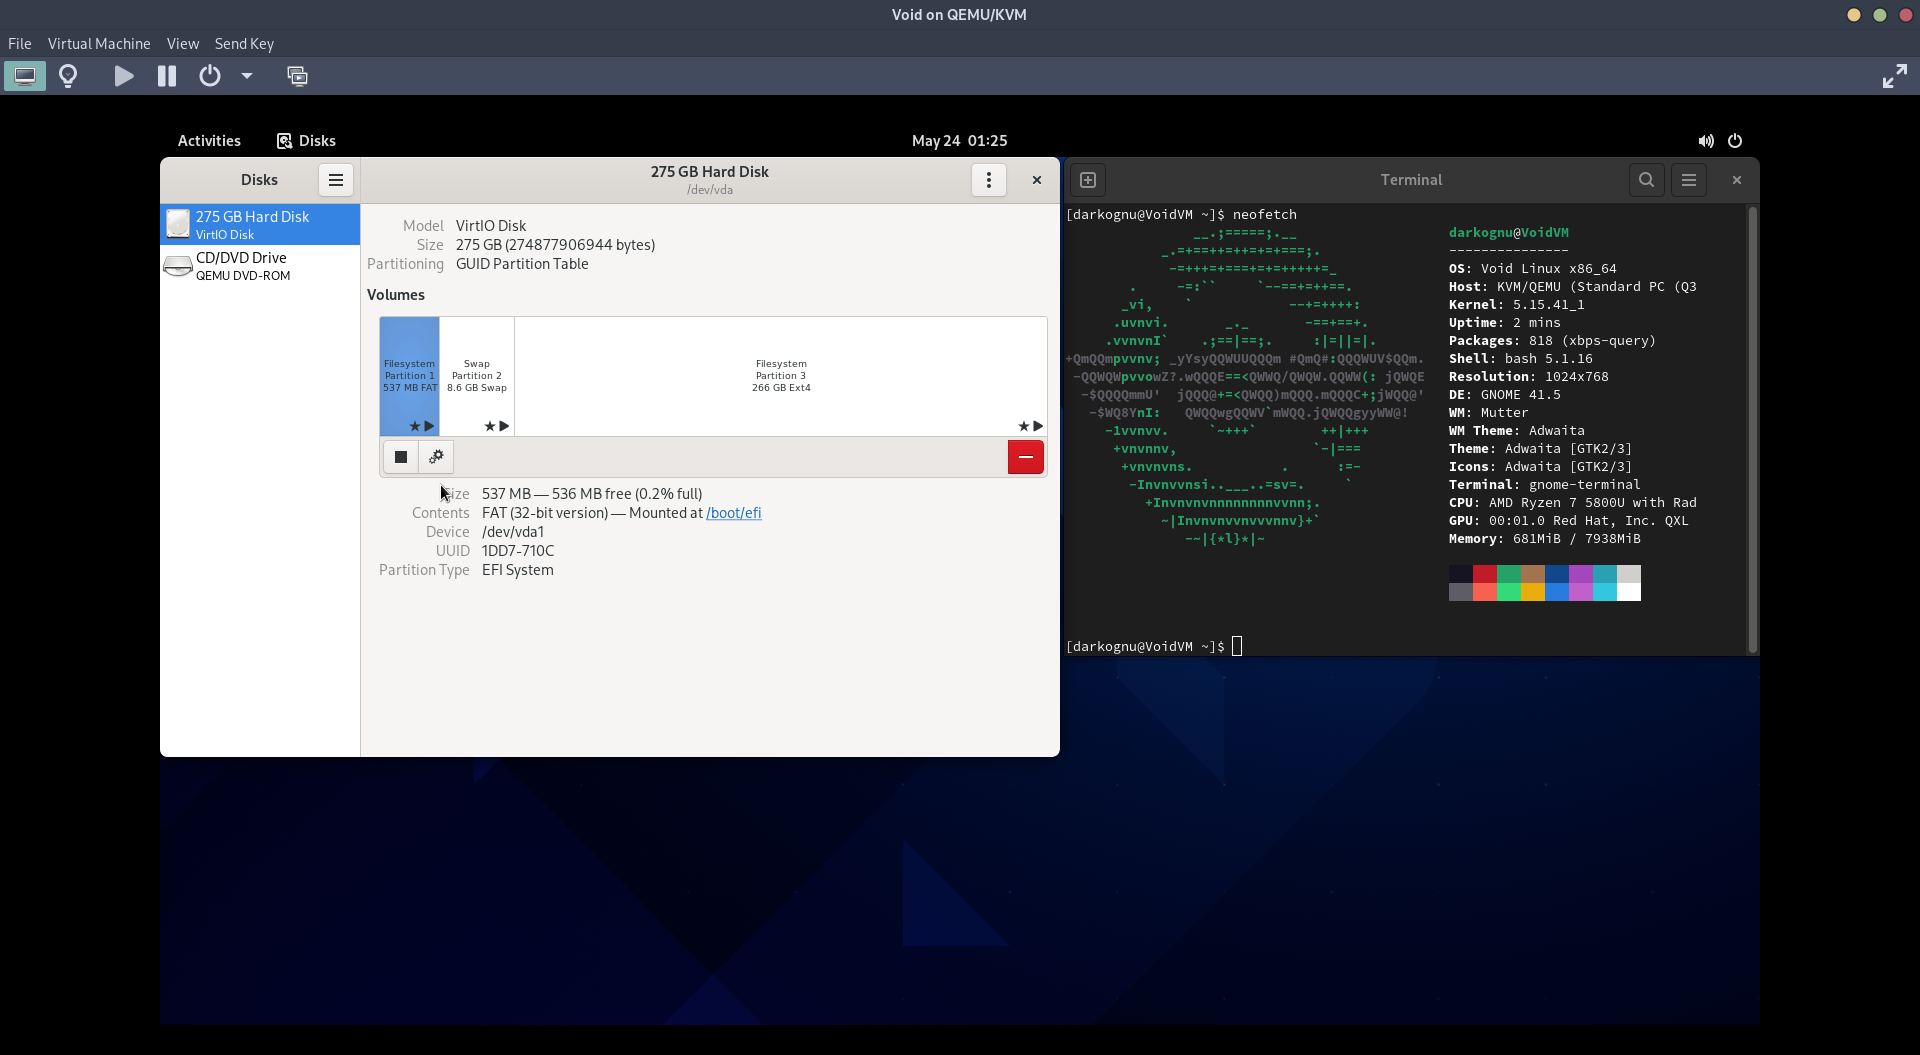 Void on QEMU/KVM
File Virtual Machine View Send Key
Activities Disks May 24 01:25
Disks
275 GB Hard Disk
/dev/vda
275 GB Hard Disk
VirtIO Disk
CD/DVD Drive
QEMU DVD-ROM
Model VirtIO Disk
Size 275 GB (274877906944 bytes)
Partitioning GUID Partition Table
Volumes
Filesystem
Partition 1
537 MB FAT
Swap
Partition 2
8.6 GB Swap
Filesystem
Partition 3
266 GB Ext4
Size 537 MB — 536 MB free (0.2% full)
Contents FAT (32-bit version) — Mounted at /boot/efi
Device /dev/vda1
UUID 1DD7-710C
Partition Type EFI System
Terminal
[darkognu@VoidVM ~]$ neofetch
darkognu@VoidVM
---------------
OS: Void Linux x86_64
Host: KVM/QEMU (Standard PC (Q3
Kernel: 5.15.41_1
Uptime: 2 mins
Packages: 818 (xbps-query)
Shell: bash 5.1.16
Resolution: 1024x768
DE: GNOME 41.5
WM: Mutter
WM Theme: Adwaita
Theme: Adwaita [GTK2/3]
Icons: Adwaita [GTK2/3]
Terminal: gnome-terminal
CPU: AMD Ryzen 7 5800U with Rad
GPU: 00:01.0 Red Hat, Inc. QXL
Memory: 681MiB / 7938MiB
[darkognu@VoidVM ~]$